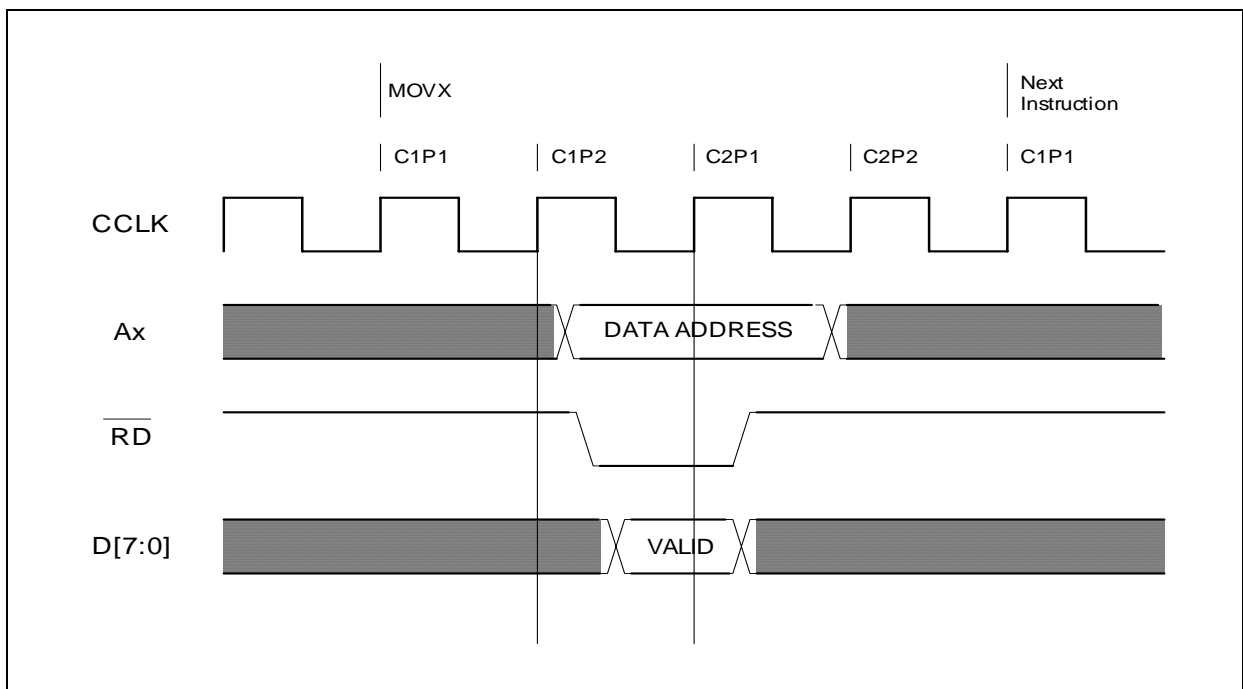 MOVX
Next
Instruction
C1P1 C1P2 C2P1 C2P2 C1P1
CCLK
Ax DATA ADDRESS
RD
D[7:0] VALID